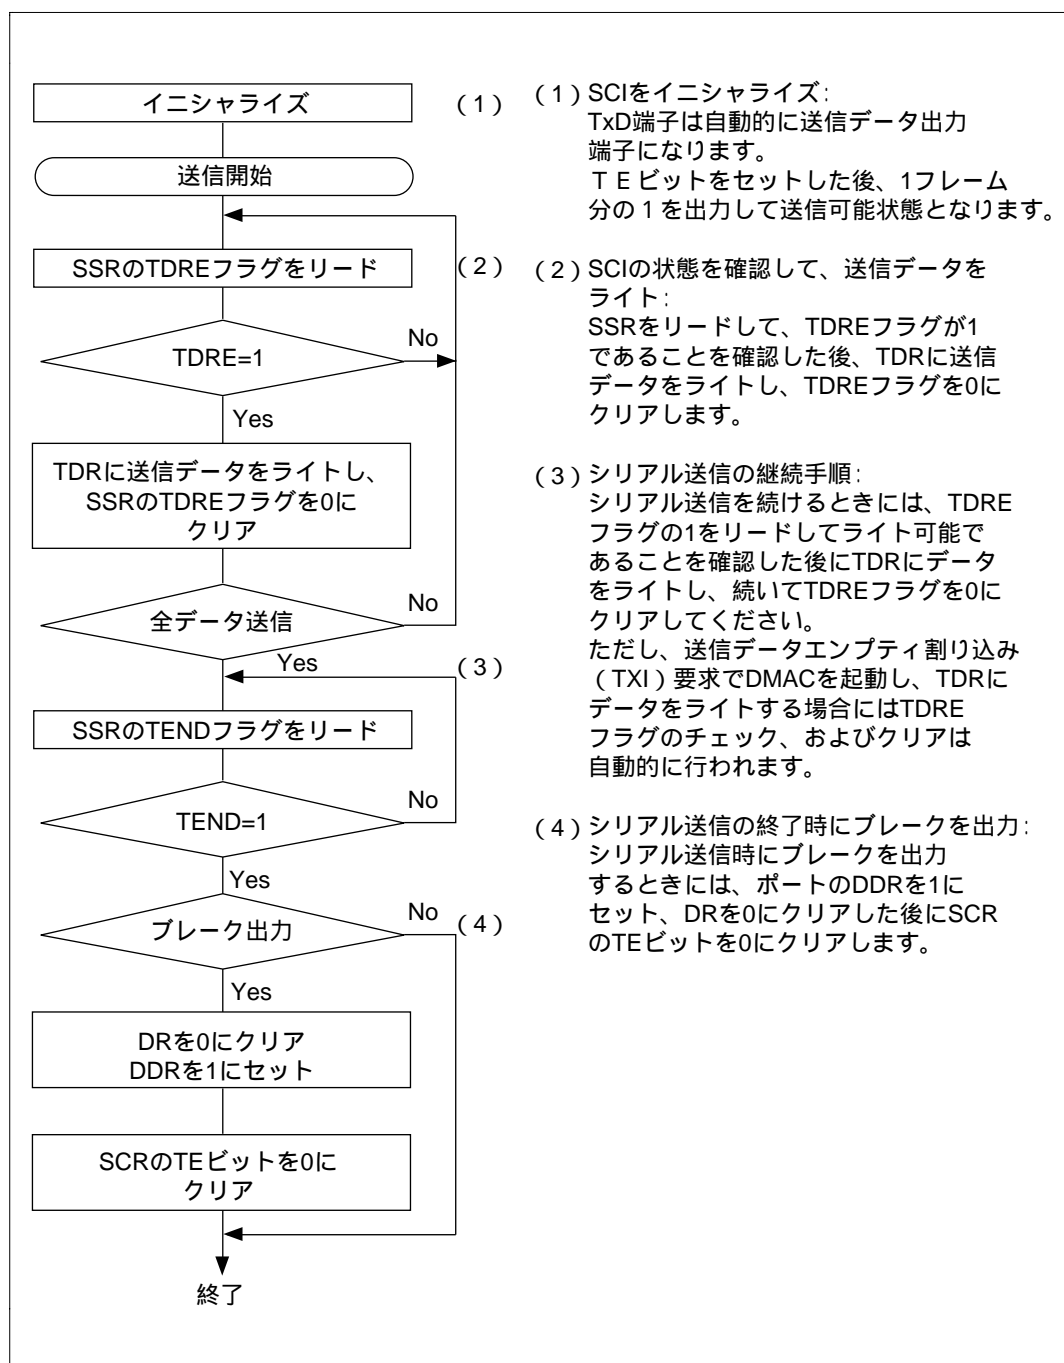 イニシャライズ
(1)
送信開始
SSRのTDREフラグをリード
(2)
TDRE=1
No
Yes
TDRに送信データをライトし、
SSRのTDREフラグを0に
クリア
全データ送信
No
Yes
(3)
SSRのTENDフラグをリード
TEND=1
No
Yes
ブレーク出力
No
(4)
Yes
DRを0にクリア
DDRを1にセット
SCRのTEビットを0に
クリア
終了
(1)SCIをイニシャライズ:
TxD端子は自動的に送信データ出力
端子になります。
TEビットをセットした後、1フレーム
分の1を出力して送信可能状態となります。
(2)SCIの状態を確認して、送信データを
ライト:
SSRをリードして、TDREフラグが1
であることを確認した後、TDRに送信
データをライトし、TDREフラグを0に
クリアします。
(3)シリアル送信の継続手順:
シリアル送信を続けるときには、TDRE
フラグの1をリードしてライト可能で
あることを確認した後にTDRにデータ
をライトし、続いてTDREフラグを0に
クリアしてください。
ただし、送信データエンプティ割り込み
(TXI)要求でDMACを起動し、TDRに
データをライトする場合にはTDRE
フラグのチェック、およびクリアは
自動的に行われます。
(4)シリアル送信の終了時にブレークを出力:
シリアル送信時にブレークを出力
するときには、ポートのDDRを1に
セット、DRを0にクリアした後にSCR
のTEビットを0にクリアします。